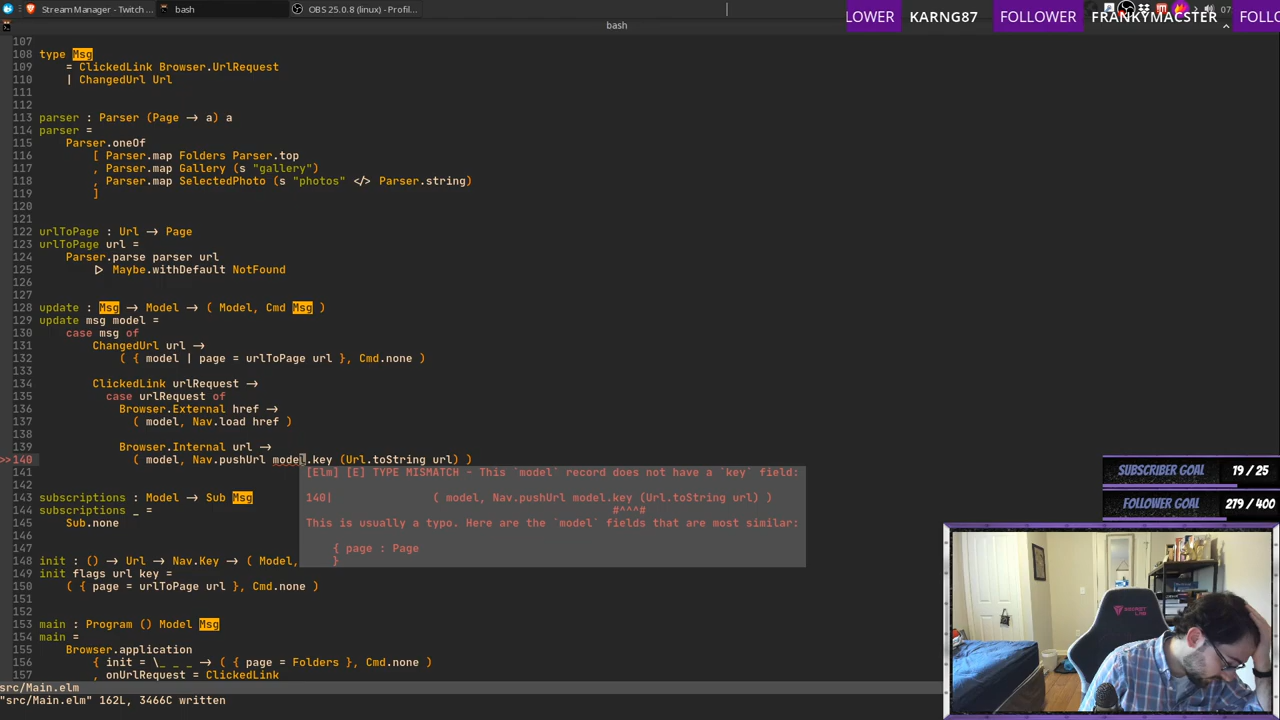 Stream Manager - Twitch ...
bash
OBS 25.0.8 (linux) - Profil...
07
LOWER KARNG87 FOLLOWER FRANKYMACSTER FOLLO
bash
107
108 type Msg
109 = ClickedLink Browser.UrlRequest
110 | ChangedUrl Url
111
112
113 parser : Parser (Page → a) a
114 parser =
115 Parser.oneOf
116 [ Parser.map Folders Parser.top
117 , Parser.map Gallery (s "gallery")
118 , Parser.map SelectedPhoto (s "photos" </> Parser.string)
119 ]
120
121
122 urlToPage : Url → Page
123 urlToPage url =
124 Parser.parse parser url
125 ▷ Maybe.withDefault NotFound
126
127
128 update : Msg → Model → ( Model, Cmd Msg )
129 update msg model =
130 case msg of
131 ChangedUrl url →
132 ( { model | page = urlToPage url }, Cmd.none )
133
134 ClickedLink urlRequest →
135 case urlRequest of
136 Browser.External href →
137 ( model, Nav.load href )
138
139 Browser.Internal url →
>>140 ( model, Nav.pushUrl model.key (Url.toString url) )
141 [Elm] [E] TYPE MISMATCH - This `model` record does not have a `key` field:
142
143 subscriptions : Model → Sub Msg 140| ( model, Nav.pushUrl model.key (Url.toString url) )
144 subscriptions _ = #^^^#
145 Sub.none This is usually a typo. Here are the `model` fields that are most similar:
146
147 { page : Page
148 init : () → Url → Nav.Key → ( Model, }
149 init flags url key =
150 ( { page = urlToPage url }, Cmd.none )
151
152
153 main : Program () Model Msg
154 main =
155 Browser.application
156 { init = \_ _ _ → ( { page = Folders }, Cmd.none )
157 , onUrlRequest = ClickedLink
src/Main.elm
"src/Main.elm" 162L, 3466C written
SUBSCRIBER GOAL 19 / 25
FOLLOWER GOAL 279 / 400